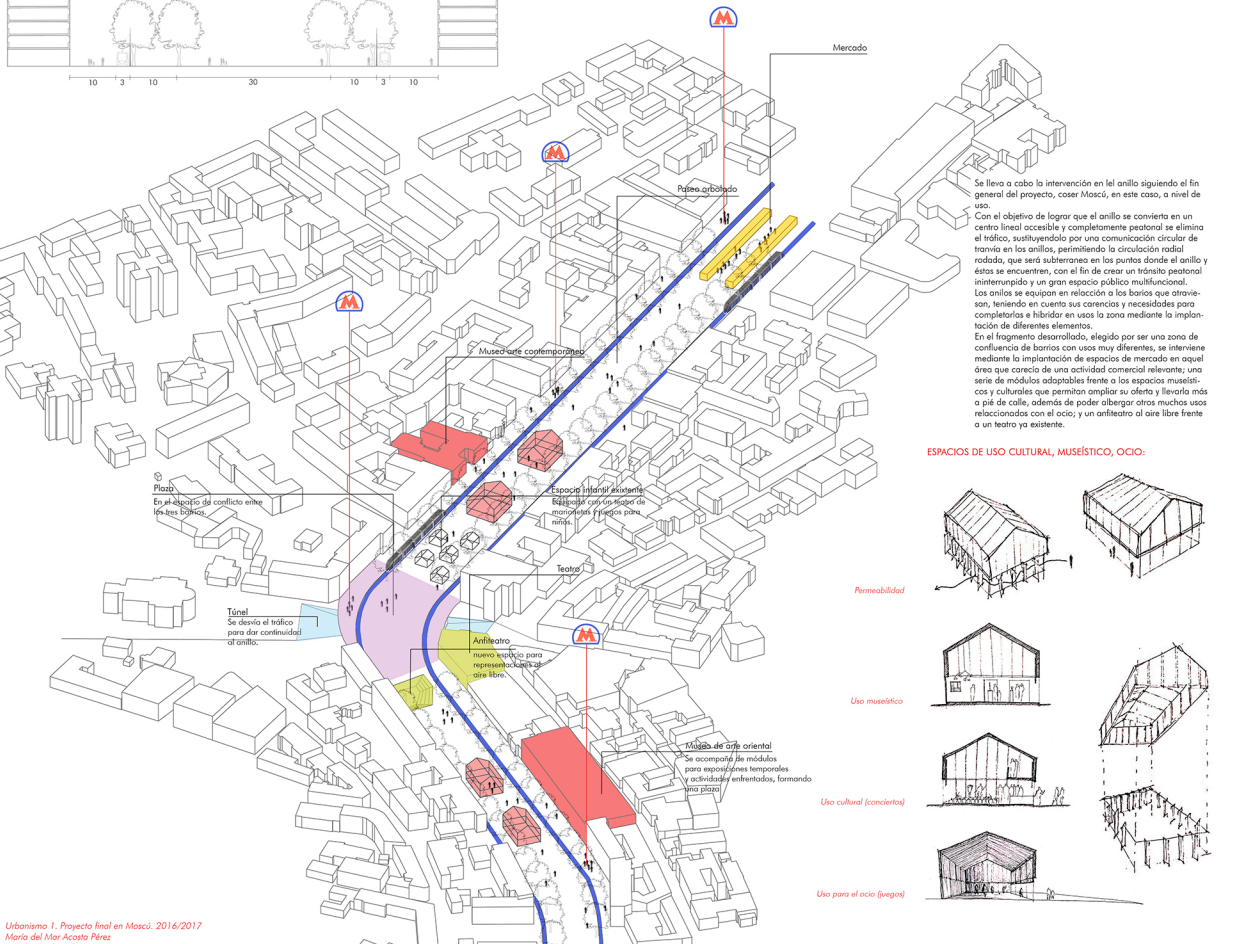 M
Mercado
10
3
10
30
10
3
10
M
Paseo arbolado
Se lleva a cabo la intervención en lel anillo siguiendo el fin
general del proyecto, coser Moscú, en este caso, a nivel de
uso.
Con el objetivo de lograr que el anillo se convierta en un
centro lineal accesible y completamente peatonal se elimina
el tráfico, sustituyendolo por una comunicación circular de
tranvía en los anillos, perimitiendo la circulación radial
rodada, que será subterranea en los puntos donde el anillo y
éstas se encuentren, con el fin de crear un tránsito peatonal
ininterrupido y un gran espacio público multifuncional.
Los anilos se equipan en relacción a los barios que atravie-
san, teniendo en cuenta sus carencias y necesidades para
completarlas e hibridar en usos la zona mediante la implan-
tación de diferentes elementos.
En el fragmento desarrollado, elegido por ser una zona de
confluencia de barrios con usos muy diferentes, se interviene
mediante la implantación de espacios de mercado en aquel
área que carecía de una actividad comercial relevante; una
serie de módulos adaptables frente a los espacios museísti-
cos y culturales que permitan ampliar su oferta y llevarla más
a pié de calle, además de poder albergar otros muchos usos
relaccionados con el ocio; y un anfiteatro al aire libre frente
a un teatro ya existente.
M
Museo arte contemporáneo
ESPACIOS DE USO CULTURAL, MUSEÍSTICO, OCIO:
Plaza
En el espacio de conflicto entre
los tres barrios.
Espacio infantil exixtente
Equipado con un teatro de
marionetas y juegos para
niños.
Teatro
Permeabilidad
Túnel
Se desvía el tráfico
para dar continuidad
al anillo.
M
Anfiteatro
nuevo espacio para
representaciones al
aire libre.
Uso museístico
Museo de arte oriental
Se acompaña de módulos
para exposiciones temporales
y actividades enfrentados, formando
una plaza
Uso cultural (conciertos)
Uso para el ocio (juegos)
Urbanismo 1. Proyecto final en Moscú. 2016/2017
María del Mar Acosta Pérez